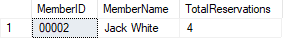 MemberID MemberName TotalReservations
1 00002 Jack White 4